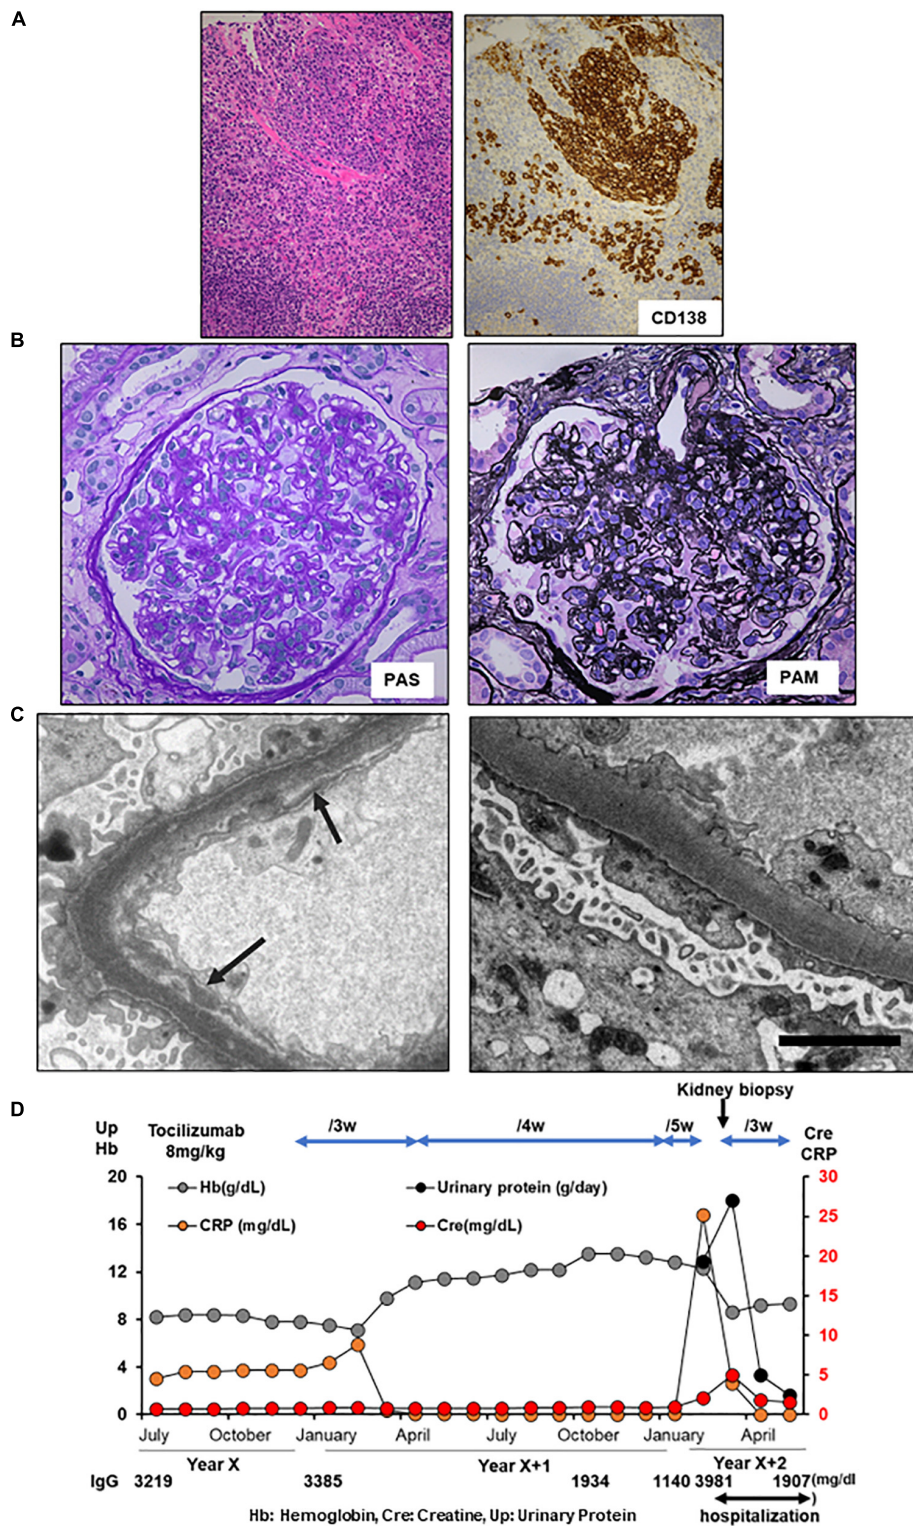 A
CD138
B
PAS
PAM
C
D
Kidney biopsy
Up
Hb
Tocilizumab
8mg/kg
/3w
/4w
/5w
/3w
Cre
CRP
20
16
12
8
4
0
Hb(g/dL)
CRP (mg/dL)
Urinary protein (g/day)
Cre(mg/dL)
30
25
20
15
10
5
0
July October January April July October January April
Year X Year X+1 Year X+2
IgG 3219 3385 1934 1140 3981 1907 (mg/dl
)
hospitalization
Hb: Hemoglobin, Cre: Creatine, Up: Urinary Protein